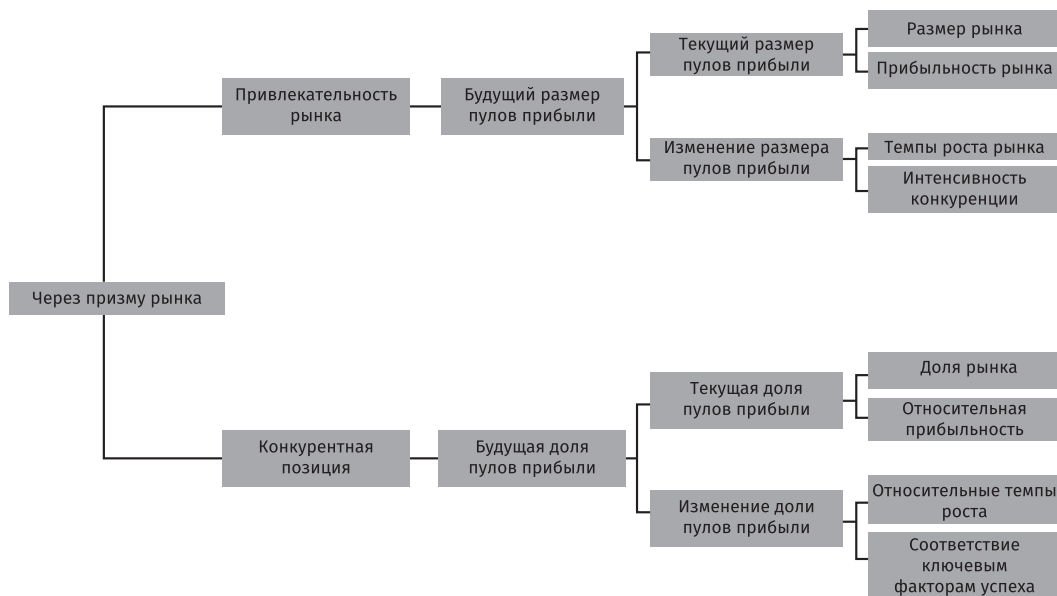 Через призму рынка
Привлекательность
рынка
Будущий размер
пулов прибыли
Текущий размер
пулов прибыли
Размер рынка
Прибыльность рынка
Изменение размера
пулов прибыли
Темпы роста рынка
Интенсивность
конкуренции
Конкурентная
позиция
Будущая доля
пулов прибыли
Текущая доля
пулов прибыли
Доля рынка
Относительная
прибыльность
Изменение доли
пулов прибыли
Относительные темпы
роста
Соответствие
ключевым
факторам успеха